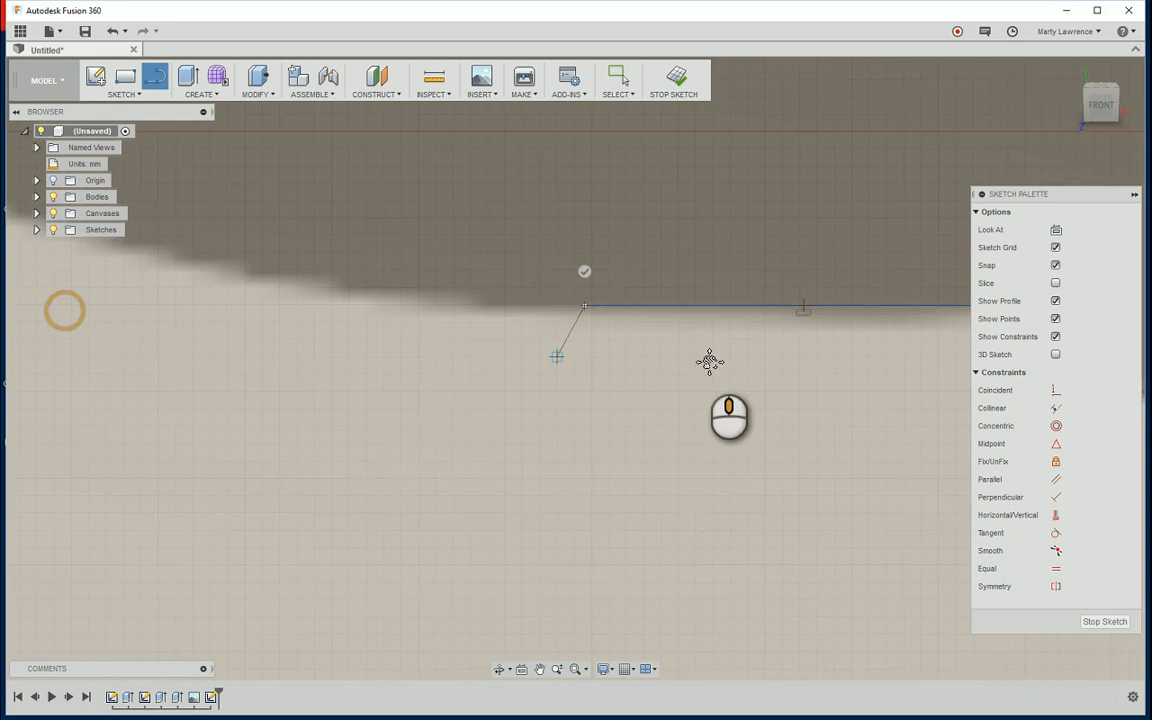 Autodesk Fusion 360
Marty Lawrence
Untitled*
MODEL
SKETCH
CREATE
MODIFY
ASSEMBLE
CONSTRUCT
INSPECT
INSERT
MAKE
ADD-INS
SELECT
STOP SKETCH
BROWSER
(Unsaved)
Named Views
Units: mm
Origin
Bodies
Canvases
Sketches
FRONT
Z
SKETCH PALETTE
Options
Look At
Sketch Grid
Snap
Slice
Show Profile
Show Points
Show Constraints
3D Sketch
Constraints
Coincident
Collinear
Concentric
Midpoint
Fix/UnFix
Parallel
Perpendicular
Horizontal/Vertical
Tangent
Smooth
Equal
Symmetry
Stop Sketch
COMMENTS